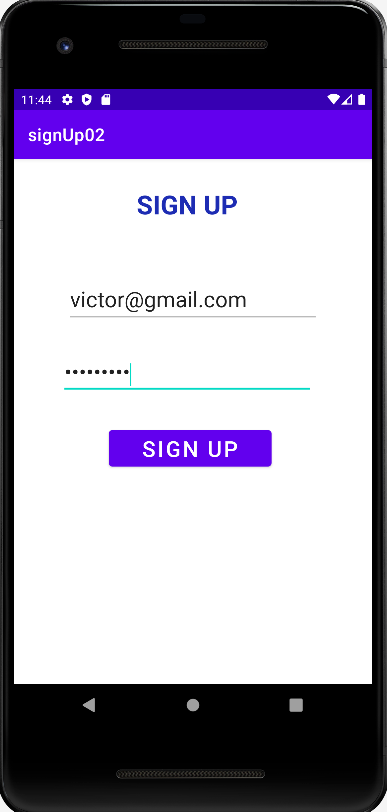 11:44
signUp02
SIGN UP
victor@gmail.com
•••••••••
SIGN UP